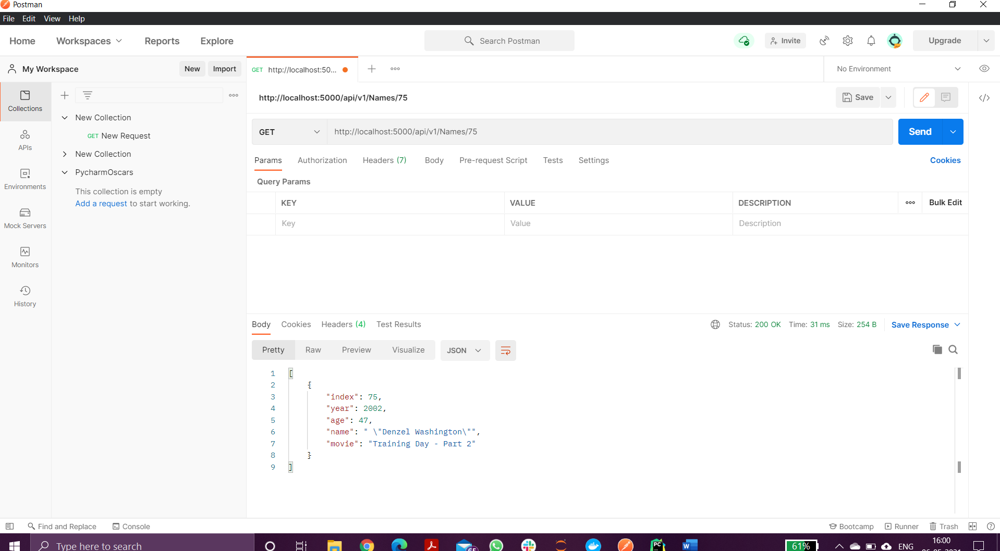 Postman
File Edit View Help
Home Workspaces Reports Explore
Search Postman
Invite
Upgrade
My Workspace
New
Import
GET http://localhost:50...
No Environment
http://localhost:5000/api/v1/Names/75
Save
Collections
APIs
Environments
Mock Servers
Monitors
History
New Collection
GET New Request
New Collection
PycharmOscars
This collection is empty
Add a request to start working.
GET
http://localhost:5000/api/v1/Names/75
Send
Params Authorization Headers (7) Body Pre-request Script Tests Settings
Cookies
Query Params
KEY VALUE DESCRIPTION
Bulk Edit
Key Value Description
Body Cookies Headers (4) Test Results
Status: 200 OK Time: 31 ms Size: 254 B
Save Response
Pretty Raw Preview Visualize
JSON
1 [
2 {
3 "index": 75,
4 "year": 2002,
5 "age": 47,
6 "name": " \"Denzel Washington\"",
7 "movie": "Training Day - Part 2"
8 }
9 ]
Find and Replace Console
Bootcamp Runner Trash
Type here to search
PC
W
61%
ENG
16:00